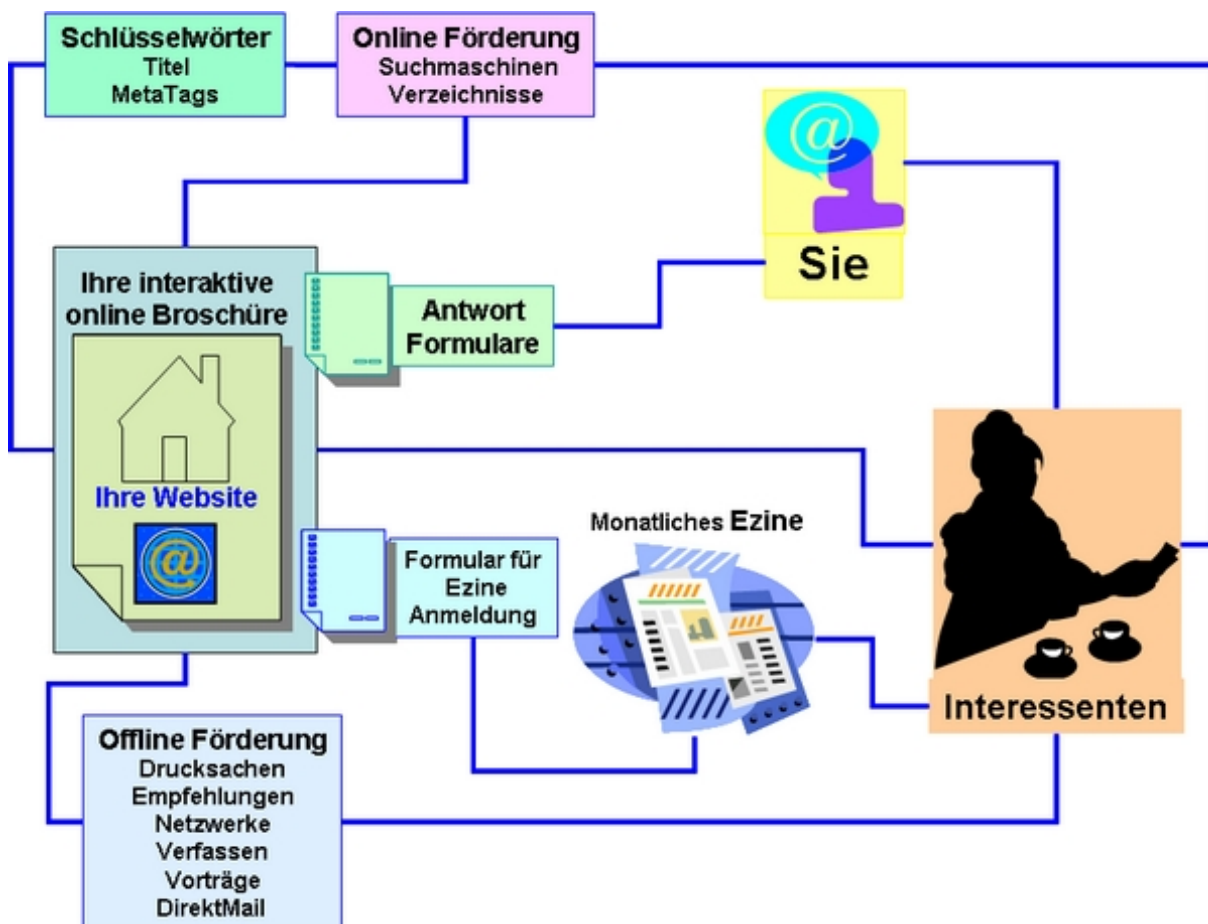 Schlüsselwörter
Titel
MetaTags
Online Förderung
Suchmaschinen
Verzeichnisse
@
Sie
Ihre interaktive
online Broschüre
Antwort
Formulare
Ihre Website
@
Formular für
Ezine
Anmeldung
Monatliches Ezine
Interessenten
Offline Förderung
Drucksachen
Empfehlungen
Netzwerke
Verfassen
Vorträge
DirektMail